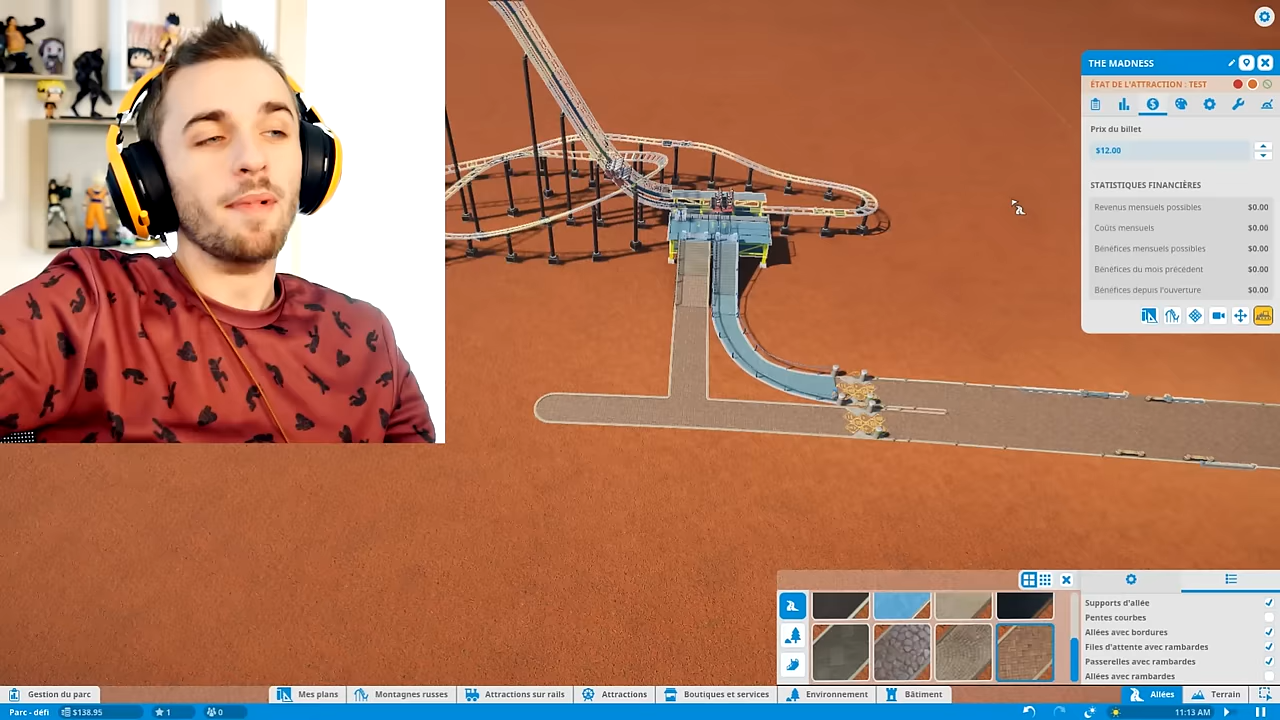 THE MADNESS
ÉTAT DE L'ATTRACTION : TEST
Prix du billet
$12.00
STATISTIQUES FINANCIÈRES
Revenus mensuels possibles $0.00
Coûts mensuels $0.00
Bénéfices mensuels possibles $0.00
Bénéfices du mois précédent $0.00
Bénéfices depuis l'ouverture $0.00
Supports d'allée
Pentes courbes
Allées avec bordures
Files d'attente avec rambardes
Passerelles avec rambardes
Allées avec rambardes
Gestion du parc
Mes plans
Montagnes russes
Attractions sur rails
Attractions
Boutiques et services
Environnement
Bâtiment
Allées
Terrain
Parc - défi
$138.95
1
0
11:13 AM